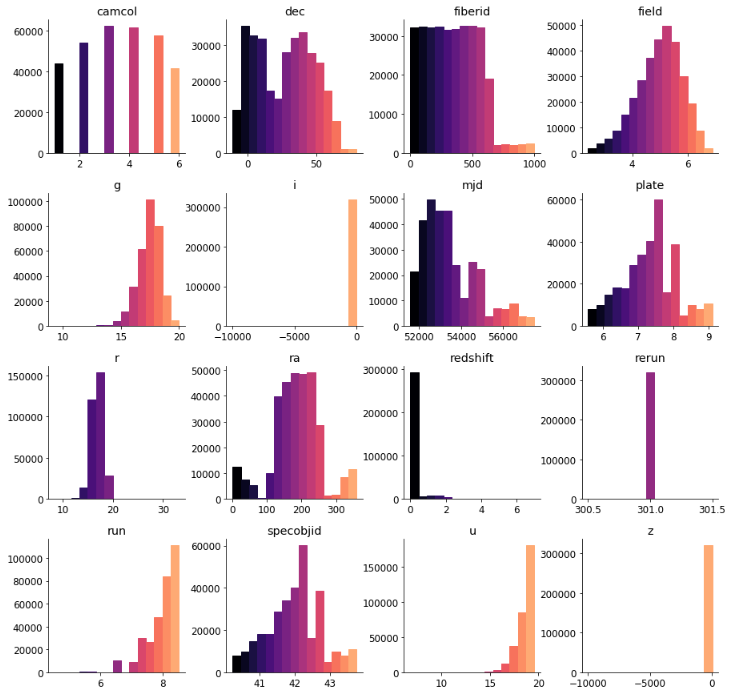 camcol dec fiberid field
60000 40000 20000 0 2 4 6
30000 20000 10000 0 0 50
30000 20000 10000 0 0 500 1000
50000 40000 30000 20000 10000 0 4 6
g i mjd plate
100000 80000 60000 40000 20000 0 10 15 20
300000 200000 100000 0 −10000 −5000 0
50000 40000 30000 20000 10000 0 52000 54000 56000
60000 40000 20000 0 6 7 8 9
r ra redshift rerun
150000 100000 50000 0 10 20 30
50000 40000 30000 20000 10000 0 0 100 200 300
300000 200000 100000 0 0 2 4 6
300000 200000 100000 0 300.5 301.0 301.5
run specobjid u z
100000 80000 60000 40000 20000 0 6 8
60000 40000 20000 0 41 42 43
150000 100000 50000 0 10 15 20
300000 200000 100000 0 −10000 −5000 0